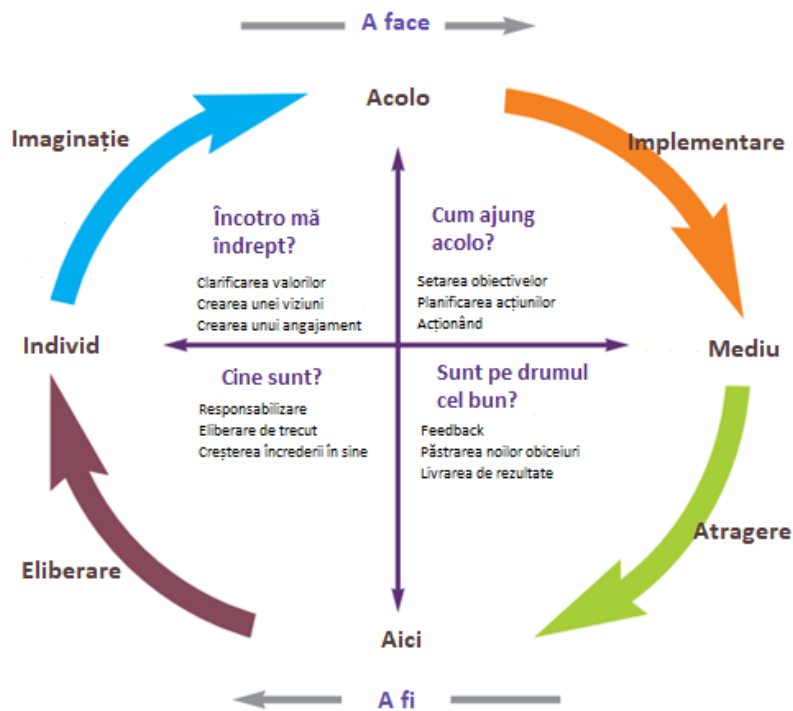 A face
Acolo
Imaginație
Implementare
Încotro mă
îndrept?
Clarificarea valorilor
Crearea unei viziuni
Crearea unui angajament
Cum ajung
acolo?
Setarea obiectivelor
Planificarea acțiunilor
Acționând
Individ
Mediu
Cine sunt?
Responsabilizare
Eliberare de trecut
Creșterea încrederii în sine
Sunt pe drumul
cel bun?
Feedback
Păstrarea noilor obiceiuri
Livrarea de rezultate
Eliberare
Atragere
Aici
A fi